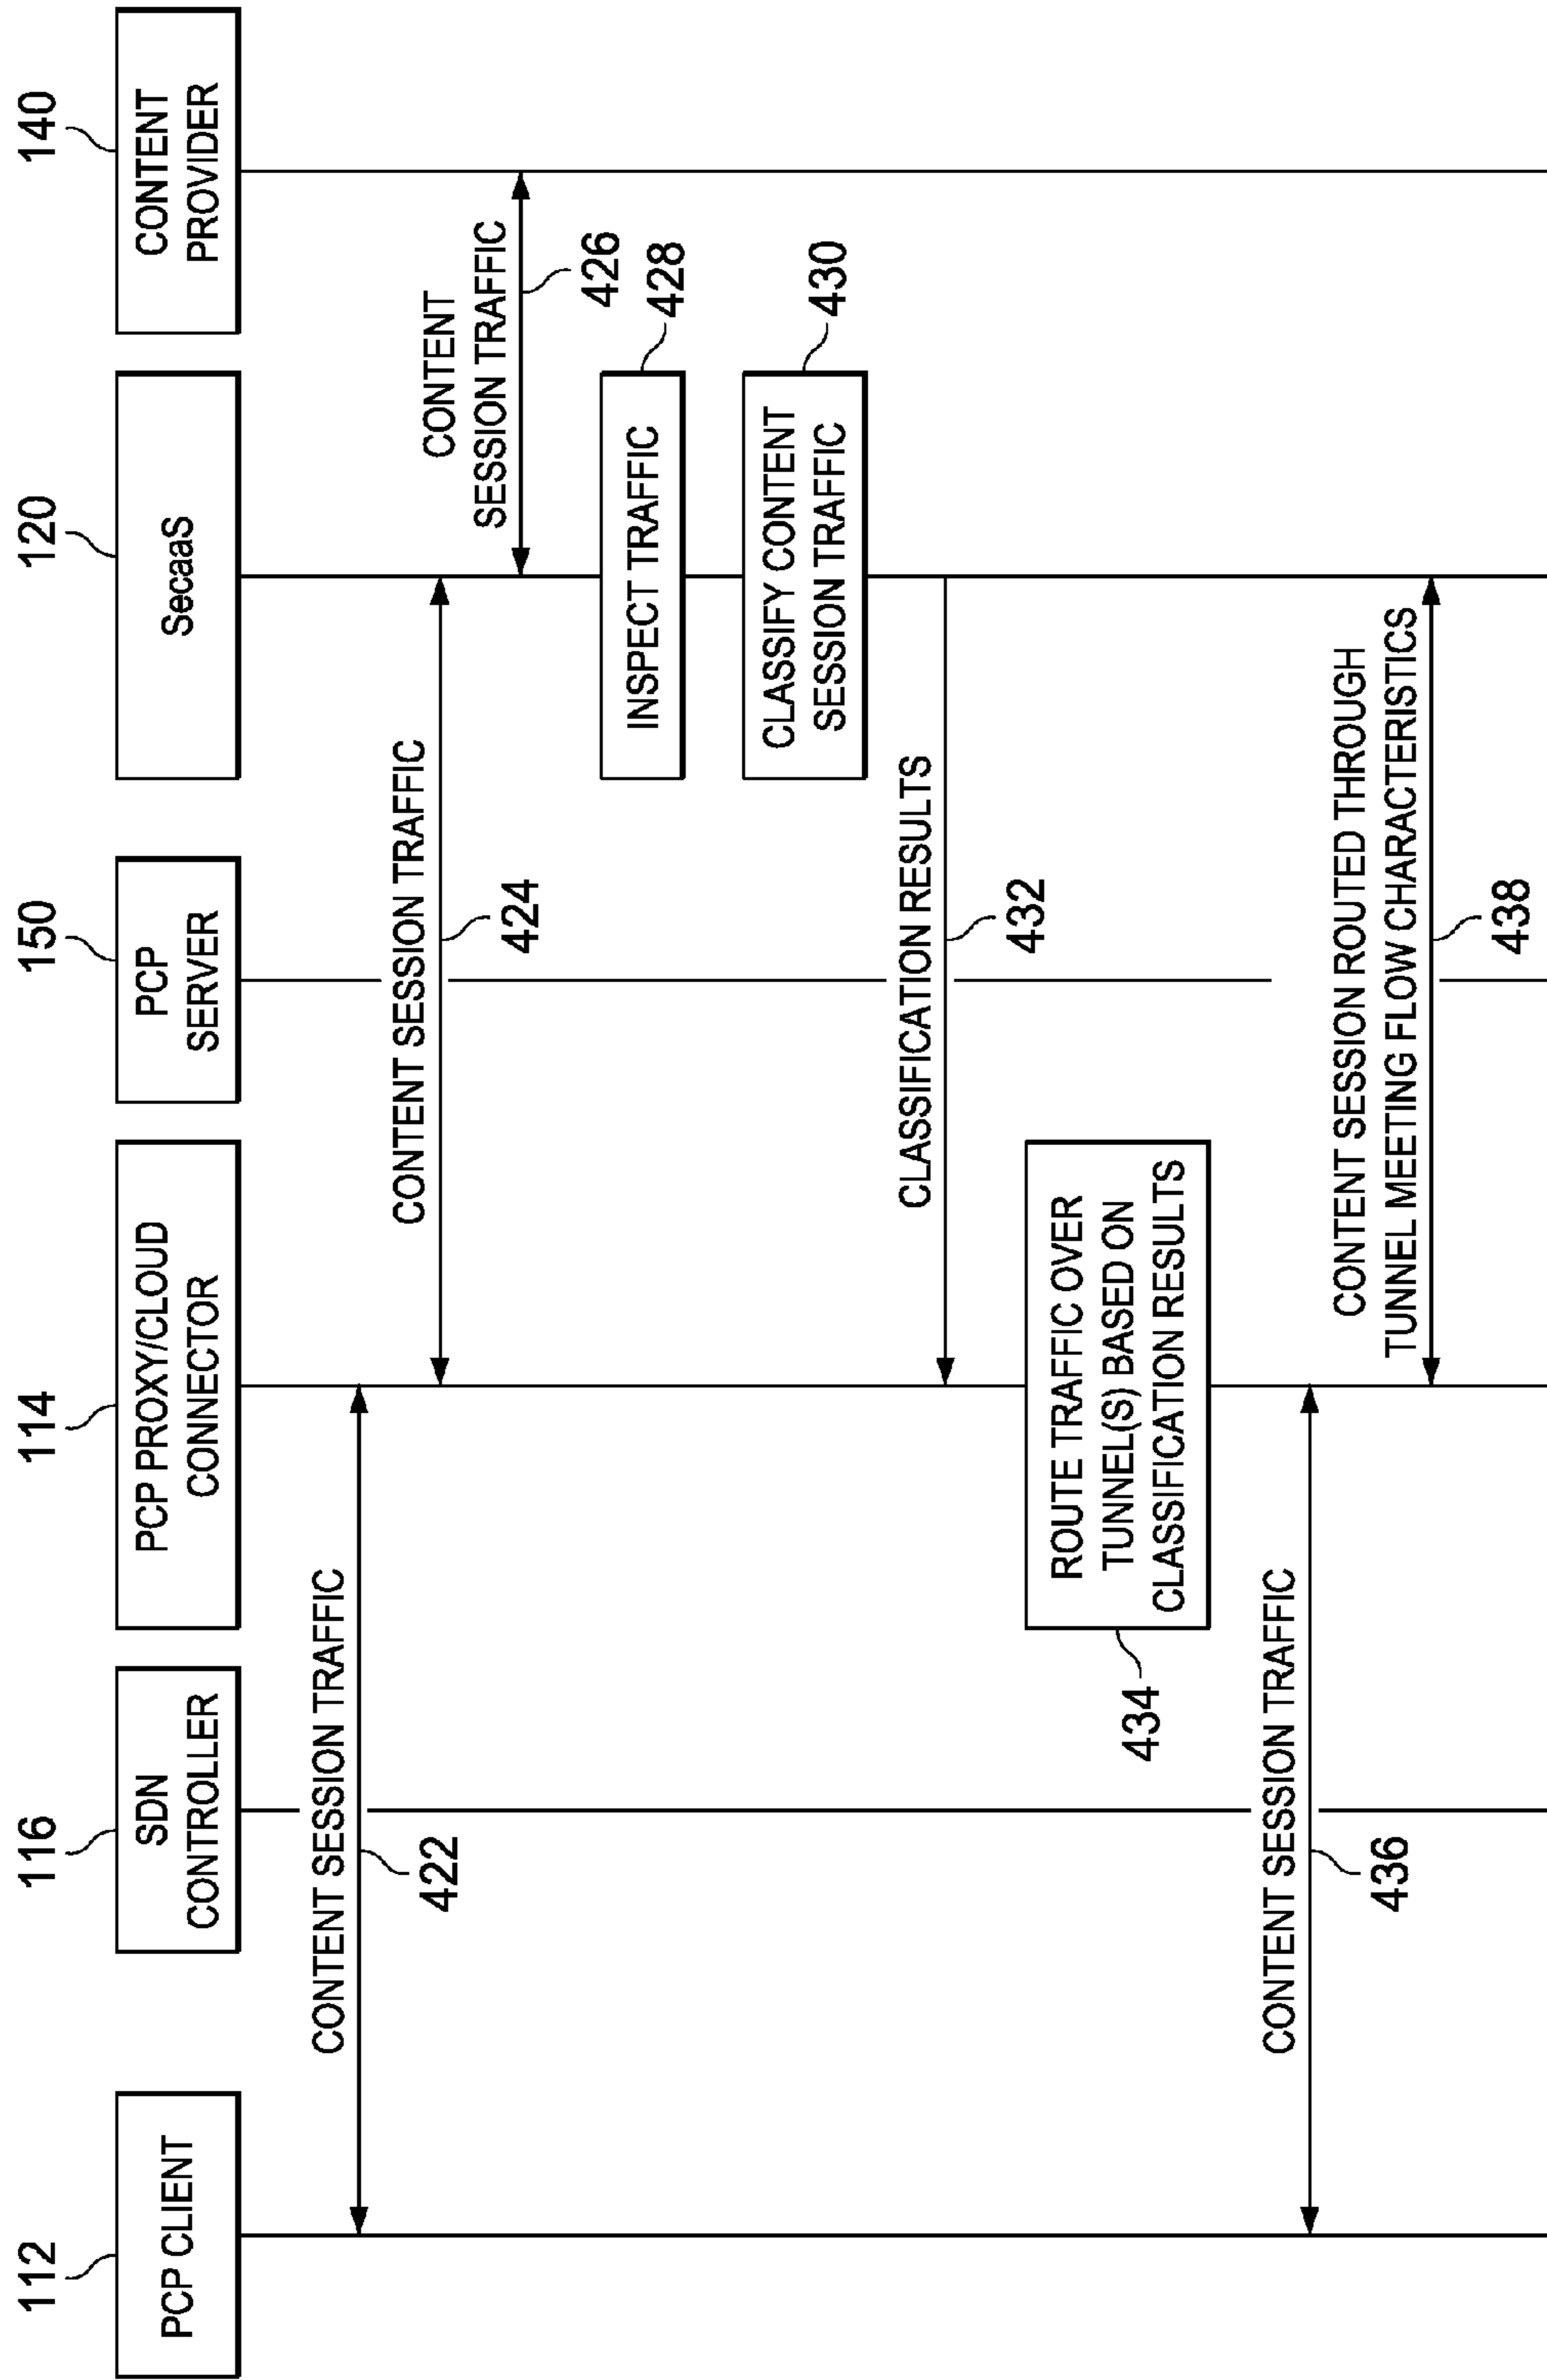 112
116
114
150
120
140
PCP CLIENT
SDN
CONTROLLER
PCP PROXY/CLOUD
CONNECTOR
PCP
SERVER
SecaaS
CONTENT
PROVIDER
CONTENT SESSION TRAFFIC
422
CONTENT SESSION TRAFFIC
424
CONTENT
SESSION TRAFFIC
426
INSPECT TRAFFIC
428
CLASSIFY CONTENT
SESSION TRAFFIC
430
CLASSIFICATION RESULTS
432
ROUTE TRAFFIC OVER
TUNNEL(S) BASED ON
CLASSIFICATION RESULTS
434
CONTENT SESSION TRAFFIC
436
CONTENT SESSION ROUTED THROUGH
TUNNEL MEETING FLOW CHARACTERISTICS
438